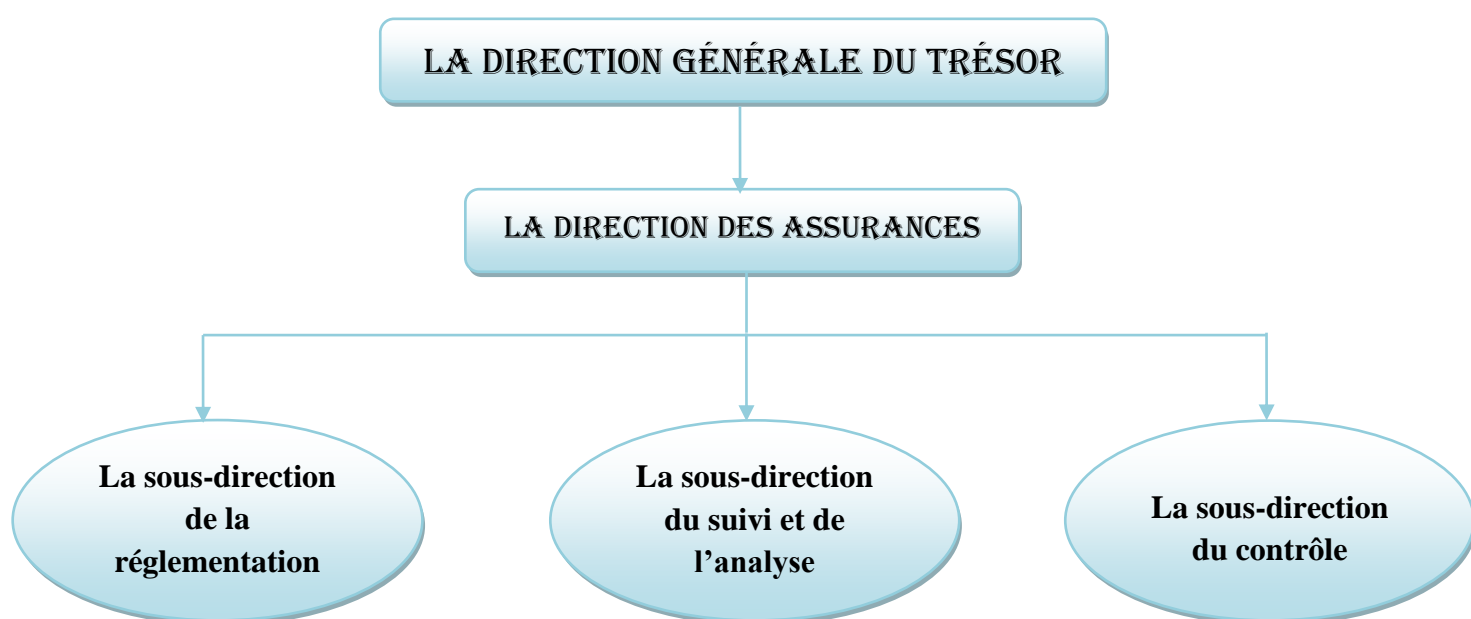 LA DIRECTION GÉNÉRALE DU TRÉSOR
LA DIRECTION DES ASSURANCES
La sous-direction
de la
réglementation
La sous-direction
du suivi et de
l’analyse
La sous-direction
du contrôle